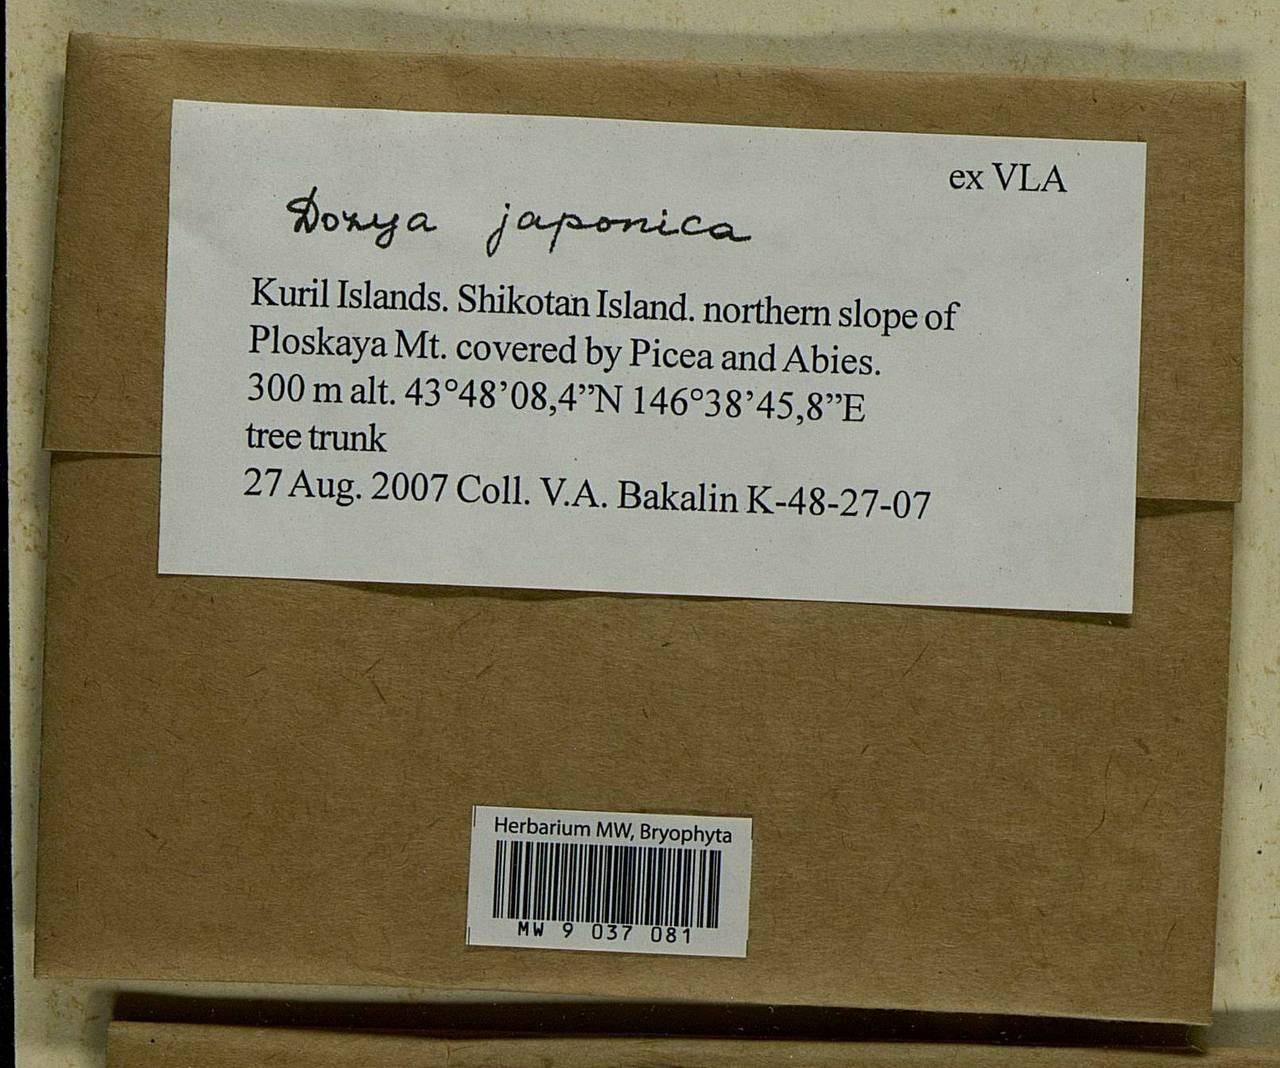 ex VLA
Dozya japonica
Kuril Islands. Shikotan Island. northern slope of
Ploskaya Mt. covered by Picea and Abies.
300 m alt. 43°48’08,4”N 146°38’45,8”E
tree trunk
27 Aug. 2007 Coll. V.A. Bakalin K-48-27-07
Herbarium MW, Bryophyta
MW 9 037 081